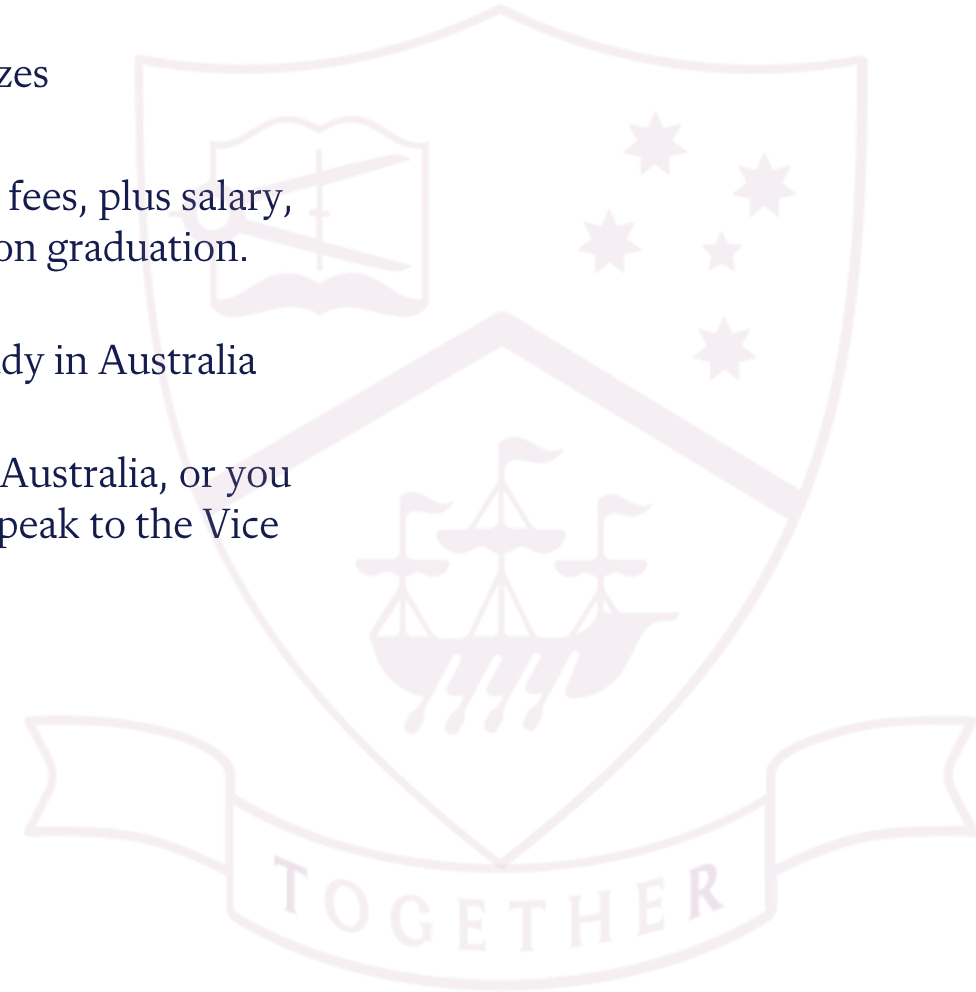 zes
fees, plus salary,
on graduation.
dy in Australia
Australia, or you
peak to the Vice
TOGETHER